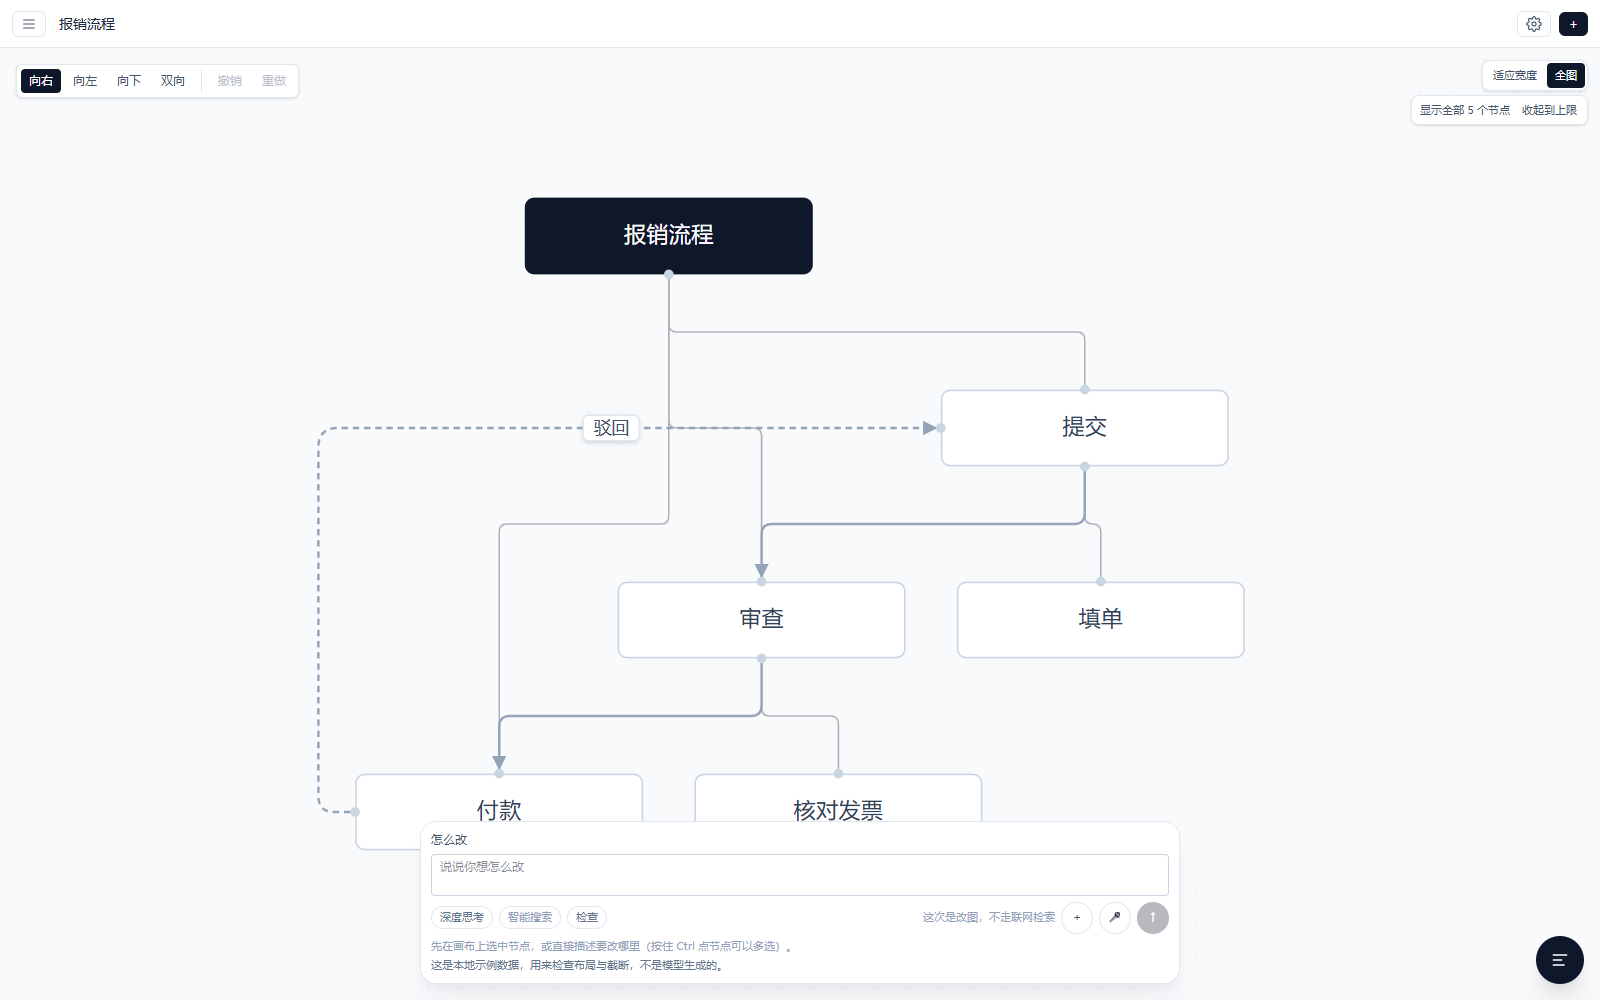 报销流程
+
向右 向左 向下 双向 撤销 重做
适应宽度 全图
显示全部 5 个节点 收起到上限
报销流程
提交
驳回
审查
填单
付款
核对发票
怎么改
说说你想怎么改
深度思考 智能搜索 检查 这次是改图，不走联网检索 + ↑
先在画布上选中节点，或直接描述要改哪里（按住 Ctrl 点节点可以多选）。
这是本地示例数据，用来检查布局与截断，不是模型生成的。